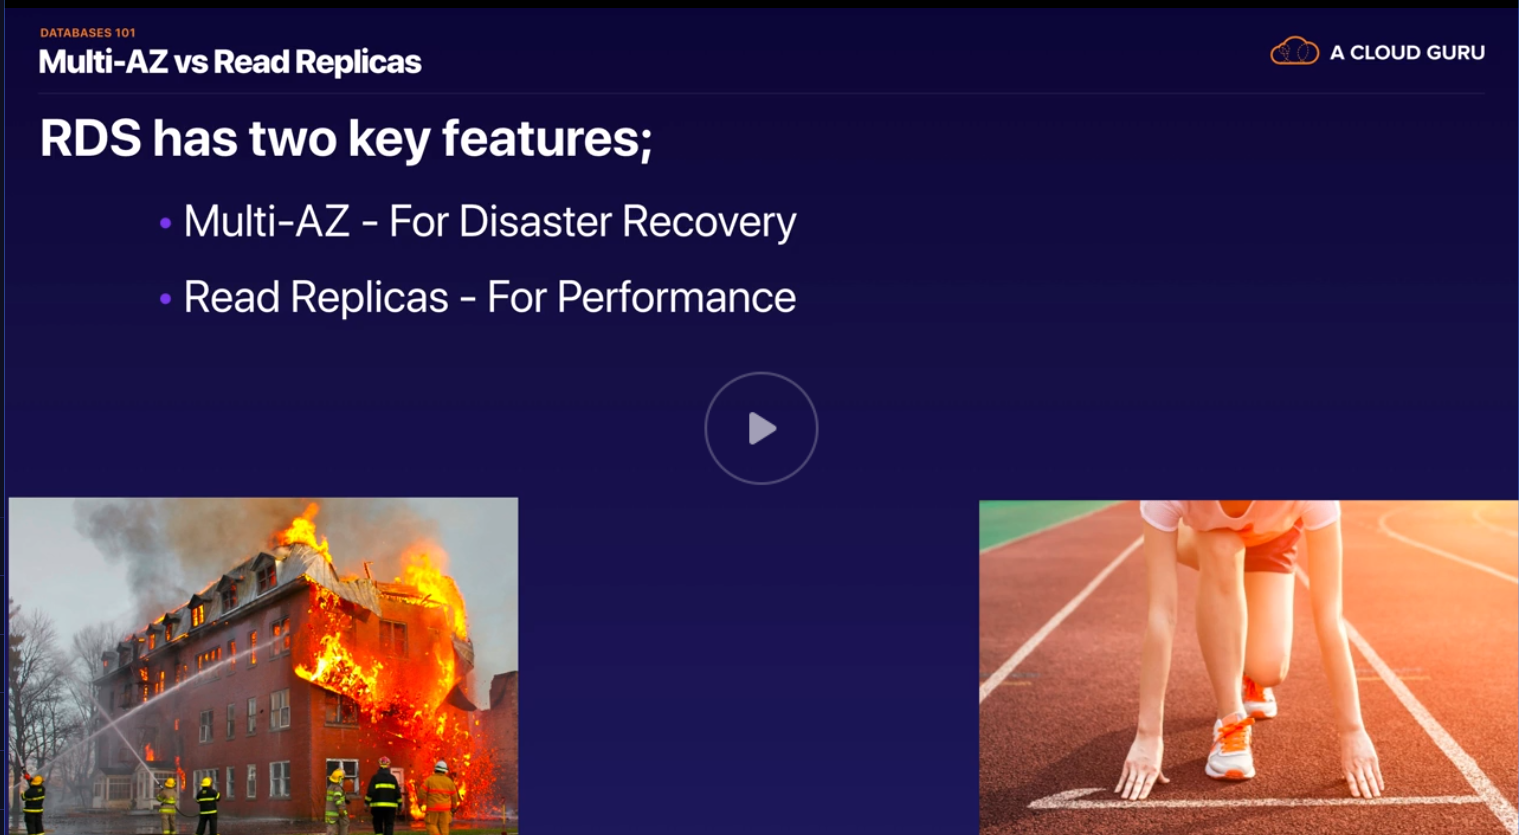 DATABASES 101
Multi-AZ vs Read Replicas
A CLOUD GURU
RDS has two key features;
• Multi-AZ - For Disaster Recovery
• Read Replicas - For Performance